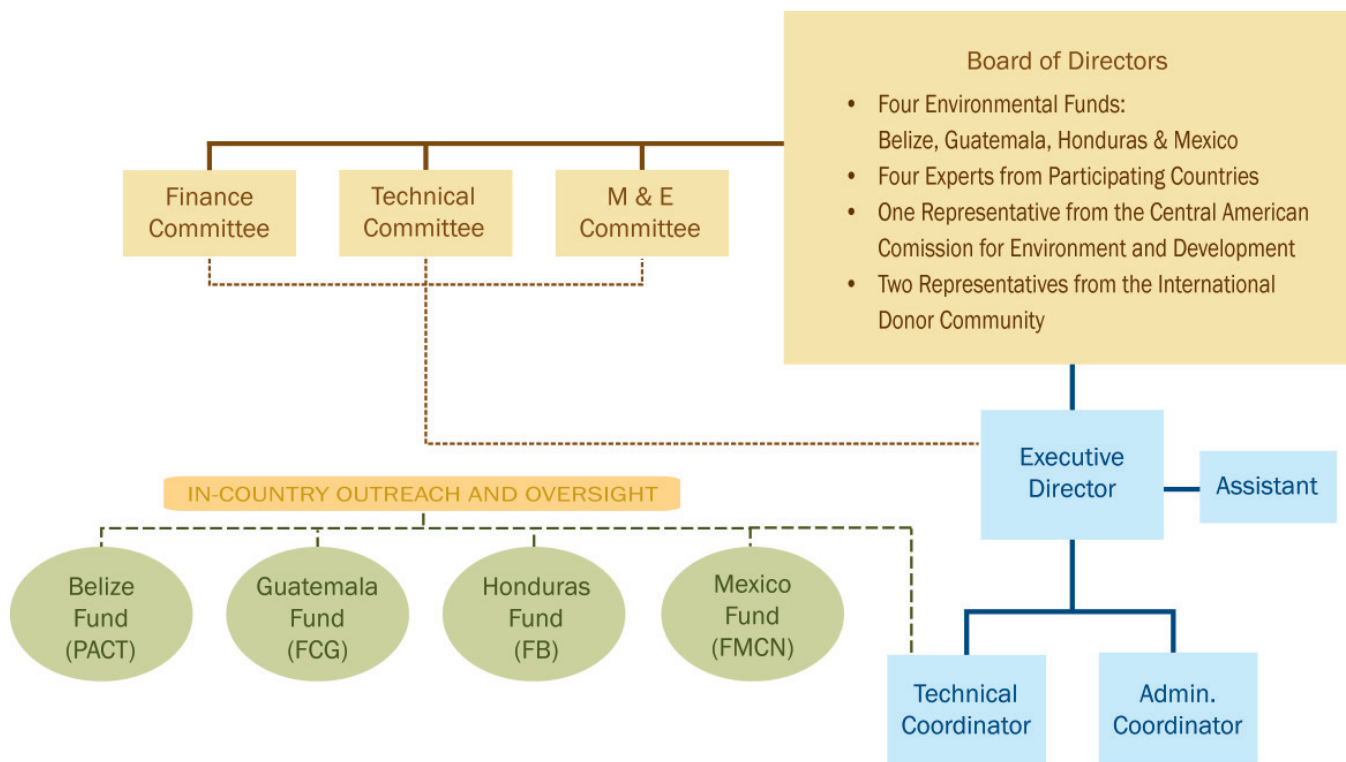 Board of Directors
• Four Environmental Funds:
Belize, Guatemala, Honduras & Mexico
• Four Experts from Participating Countries
• One Representative from the Central American
Comission for Environment and Development
• Two Representatives from the International
Donor Community
Finance
Committee
Technical
Committee
M & E
Committee
Executive
Director
Assistant
IN-COUNTRY OUTREACH AND OVERSIGHT
Belize
Fund
(PACT)
Guatemala
Fund
(FCG)
Honduras
Fund
(FB)
Mexico
Fund
(FMCN)
Technical
Coordinator
Admin.
Coordinator